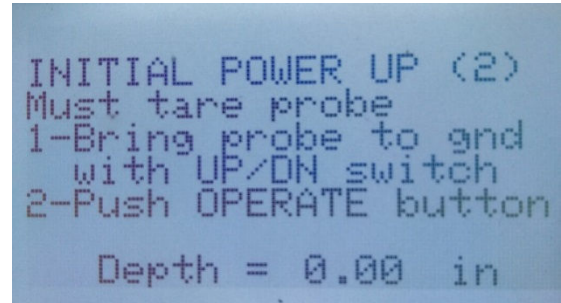 INITIAL POWER UP (2)
Must tare probe
1-Bring probe to gnd
with UP/DN switch
2-Push OPERATE button
Depth = 0.00 in